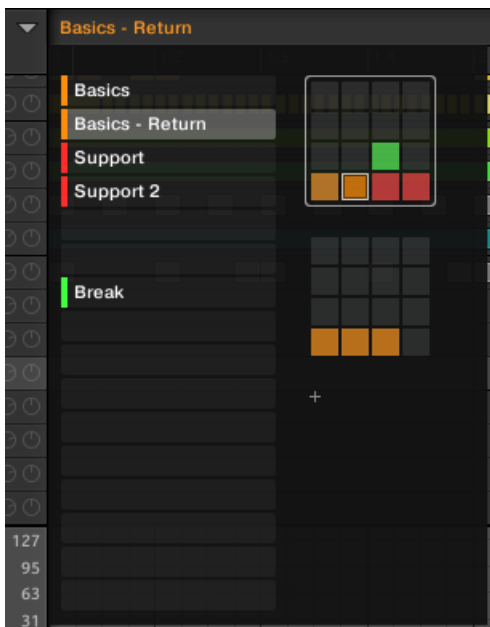 Basics - Return
Basics
Basics - Return
Support
Support 2
Break
+
127
95
63
31